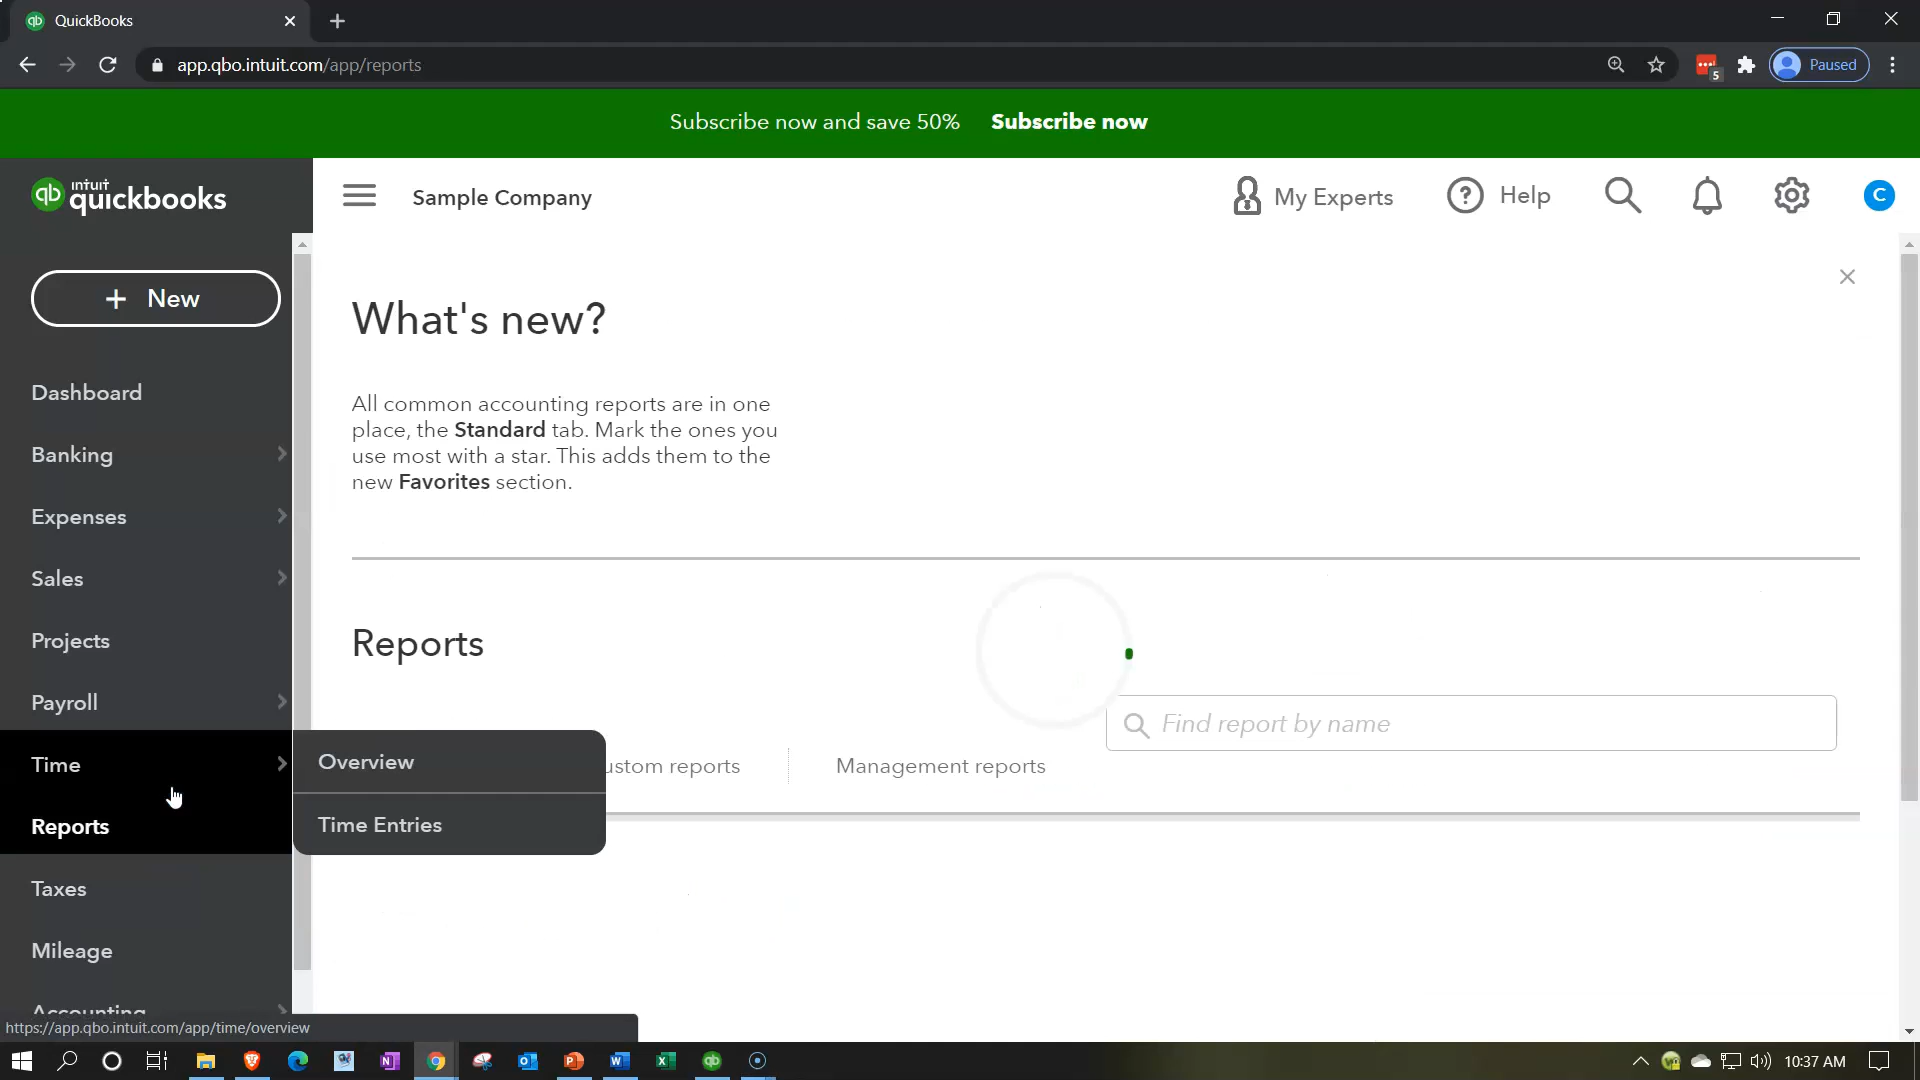 QuickBooks
app.qbo.intuit.com/app/reports
5
Paused
Subscribe now and save 50% Subscribe now
qb intuit quickbooks
Sample Company
My Experts
Help
C
+ New
Dashboard
Banking
Expenses
Sales
Projects
Payroll
Time
Reports
Taxes
Mileage
Accounting
Overview
Time Entries
What's new?
All common accounting reports are in one
place, the Standard tab. Mark the ones you
use most with a star. This adds them to the
new Favorites section.
Reports
Find report by name
ustom reports
Management reports
https://app.qbo.intuit.com/app/time/overview
10:37 AM